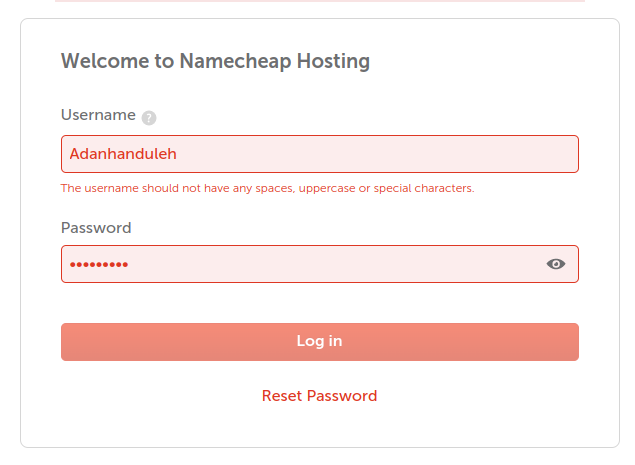 Welcome to Namecheap Hosting
Username ?
Adanhanduleh
The username should not have any spaces, uppercase or special characters.
Password
•••••••••
Log in
Reset Password